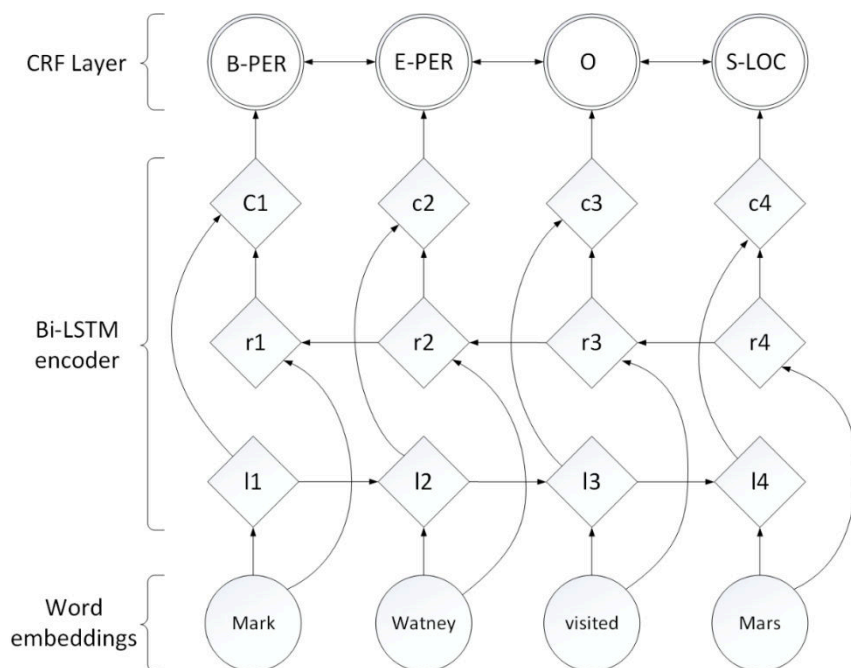 CRF Layer
B-PER
E-PER
O
S-LOC
C1
c2
c3
c4
Bi-LSTM
encoder
r1
r2
r3
r4
l1
l2
l3
l4
Word
embeddings
Mark
Watney
visited
Mars